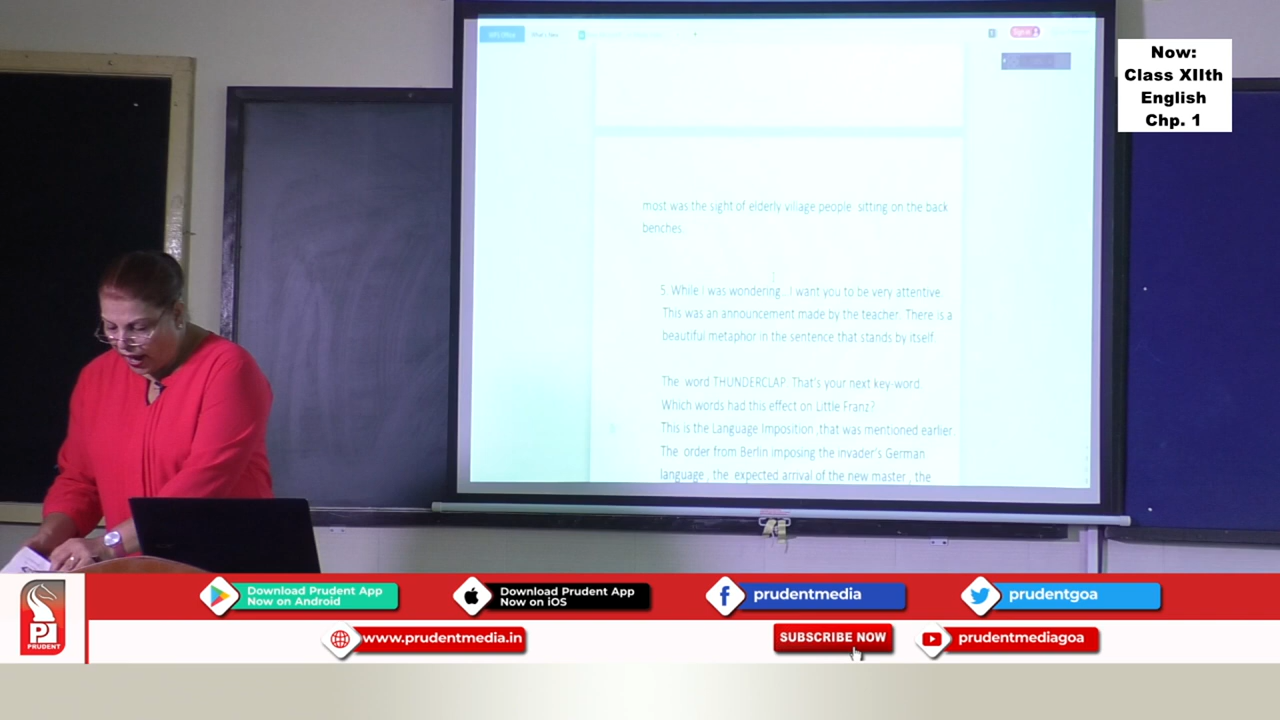 Now:
Class XIIth
English
Chp. 1
What's New
Sign in
most was the sight of elderly village people sitting on the back
benches.
5. While I was wondering... I want you to be very attentive.
This was an announcement made by the teacher. There is a
beautiful metaphor in the sentence that stands by itself.
The word THUNDERCLAP. That's your next key-word.
Which words had this effect on Little Franz?
This is the Language Imposition ,that was mentioned earlier.
The order from Berlin imposing the invader's German
language , the expected arrival of the new master , the
Download Prudent App
Now on Android
Download Prudent App
Now on iOS
prudentmedia
prudentgoa
PRUDENT
www.prudentmedia.in
SUBSCRIBE NOW
prudentmediagoa